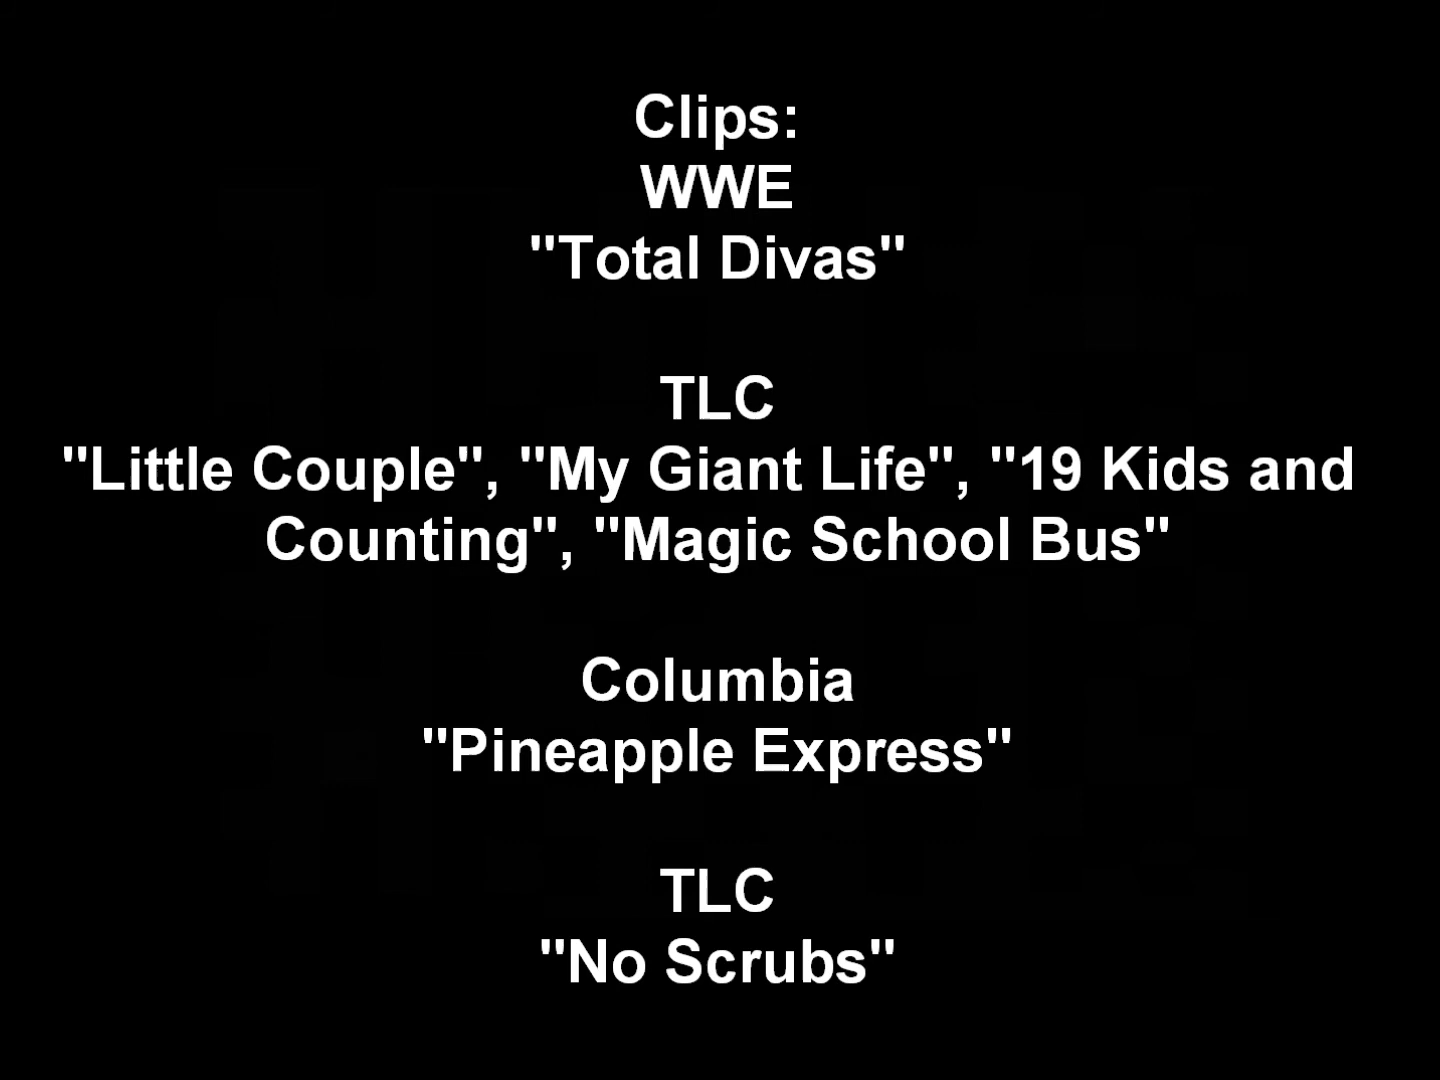 Clips:
WWE
"Total Divas"
TLC
"Little Couple", "My Giant Life", "19 Kids and
Counting", "Magic School Bus"
Columbia
"Pineapple Express"
TLC
"No Scrubs"